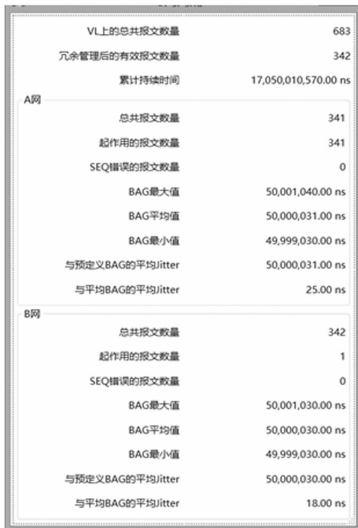 VL上的总共报文数量 683
冗余管理后的有效报文数量 342
累计持续时间 17,050,010,570.00 ns
A网
总共报文数量 341
起作用的报文数量 341
SEQ错误的报文数量 0
BAG最大值 50,001,040.00 ns
BAG平均值 50,000,031.00 ns
BAG最小值 49,999,030.00 ns
与预定义BAG的平均Jitter 50,000,031.00 ns
与平均BAG的平均Jitter 25.00 ns
B网
总共报文数量 342
起作用的报文数量 1
SEQ错误的报文数量 0
BAG最大值 50,001,030.00 ns
BAG平均值 50,000,030.00 ns
BAG最小值 49,999,030.00 ns
与预定义BAG的平均Jitter 50,000,030.00 ns
与平均BAG的平均Jitter 18.00 ns